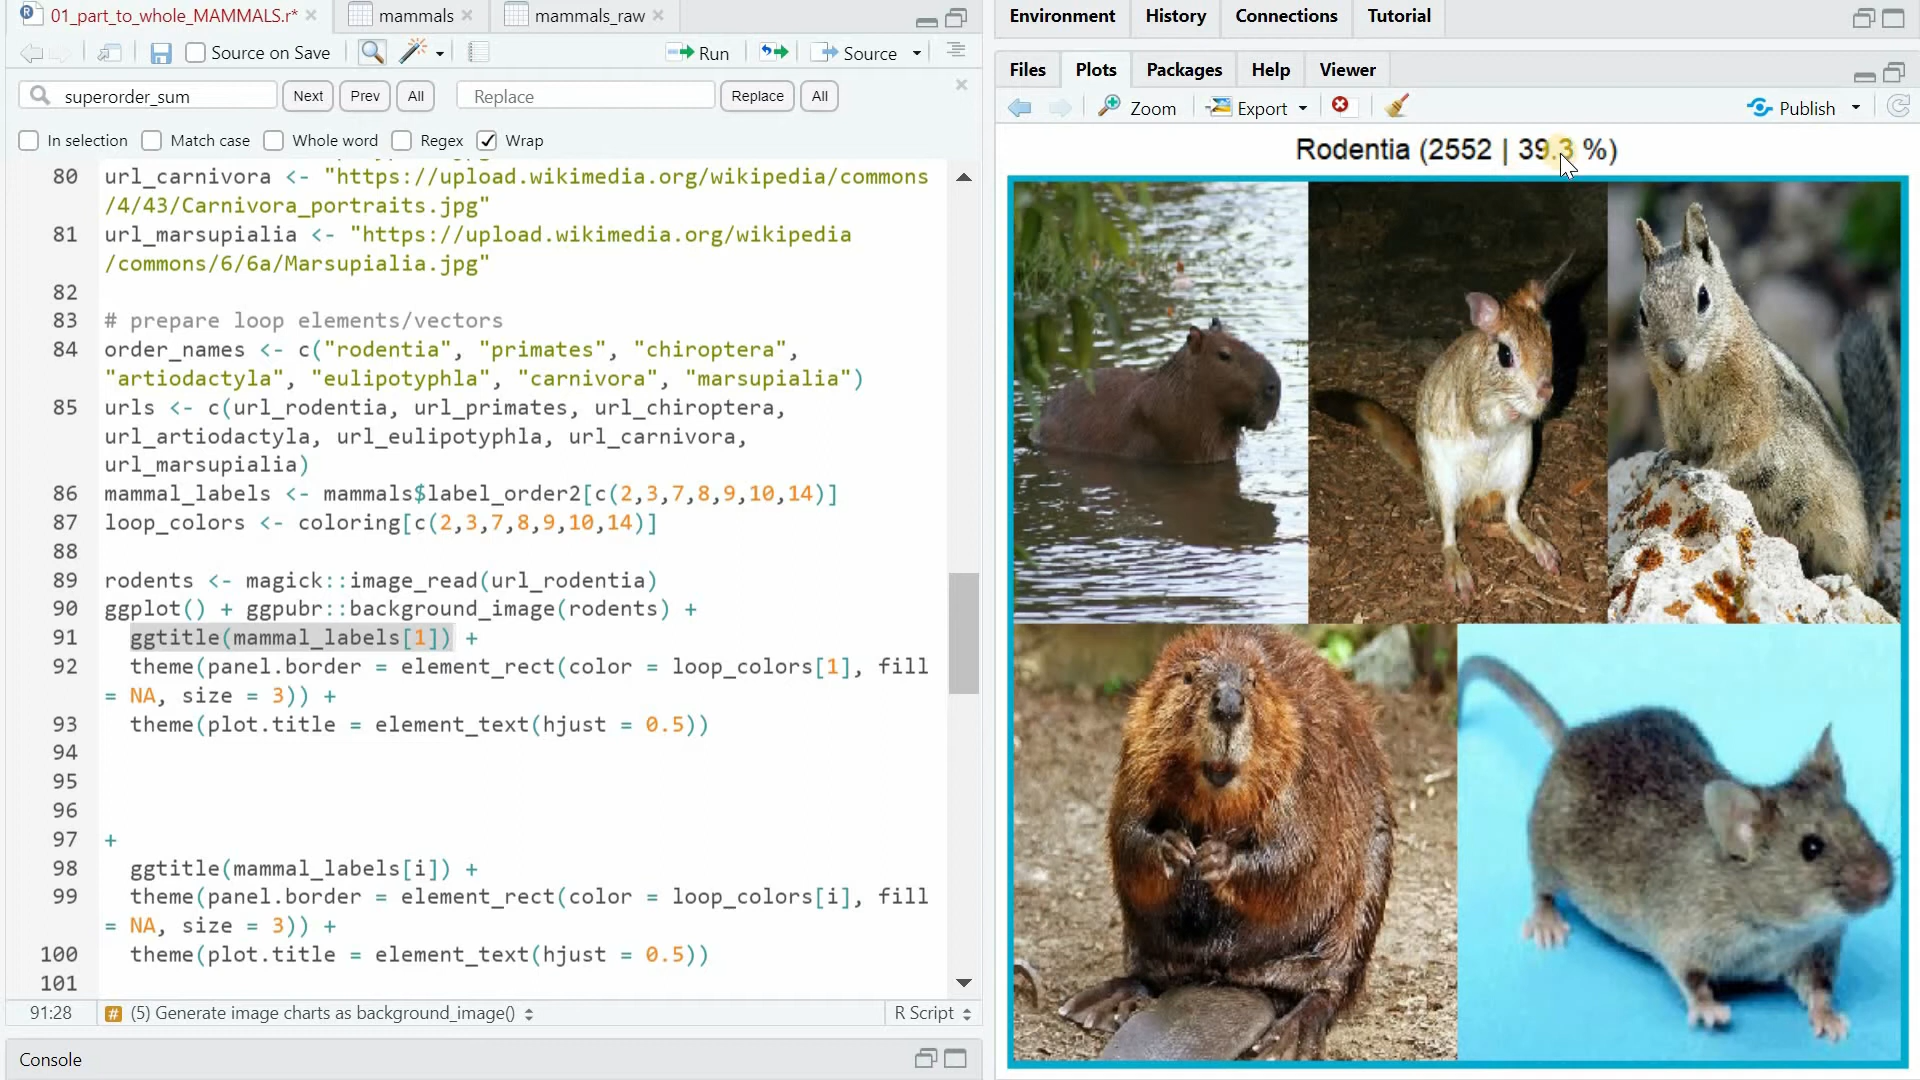 01_part_to_whole_MAMMALS.r*
mammals
mammals_raw
Source on Save
Run
Source
superorder_sum
Next
Prev
All
Replace
Replace
All
In selection
Match case
Whole word
Regex
Wrap
80 url_carnivora <- "https://upload.wikimedia.org/wikipedia/commons
/4/43/Carnivora_portraits.jpg"
81 url_marsupialia <- "https://upload.wikimedia.org/wikipedia
/commons/6/6a/Marsupialia.jpg"
82
83 # prepare loop elements/vectors
84 order_names <- c("rodentia", "primates", "chiroptera",
"artiodactyla", "eulipotyphla", "carnivora", "marsupialia")
85 urls <- c(url_rodentia, url_primates, url_chiroptera,
url_artiodactyla, url_eulipotyphla, url_carnivora,
url_marsupialia)
86 mammal_labels <- mammals$label_order2[c(2,3,7,8,9,10,14)]
87 loop_colors <- coloring[c(2,3,7,8,9,10,14)]
88
89 rodents <- magick::image_read(url_rodentia)
90 ggplot() + ggpubr::background_image(rodents) +
91 ggtitle(mammal_labels[1]) +
92 theme(panel.border = element_rect(color = loop_colors[1], fill
= NA, size = 3)) +
93 theme(plot.title = element_text(hjust = 0.5))
94
95
96
97 +
98 ggtitle(mammal_labels[i]) +
99 theme(panel.border = element_rect(color = loop_colors[i], fill
= NA, size = 3)) +
100 theme(plot.title = element_text(hjust = 0.5))
101
91:28
(5) Generate image charts as background_image()
R Script
Console
Environment
History
Connections
Tutorial
Files
Plots
Packages
Help
Viewer
Zoom
Export
Publish
Rodentia (2552 | 39.3 %)